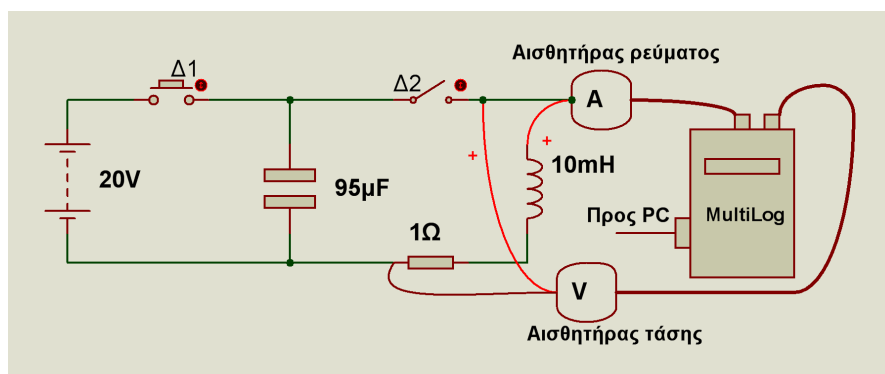 Αισθητήρας ρεύματος
Δ1
Δ2
A
+
+
20V
95μF
10mH
Προς PC
MultiLog
1Ω
V
Αισθητήρας τάσης